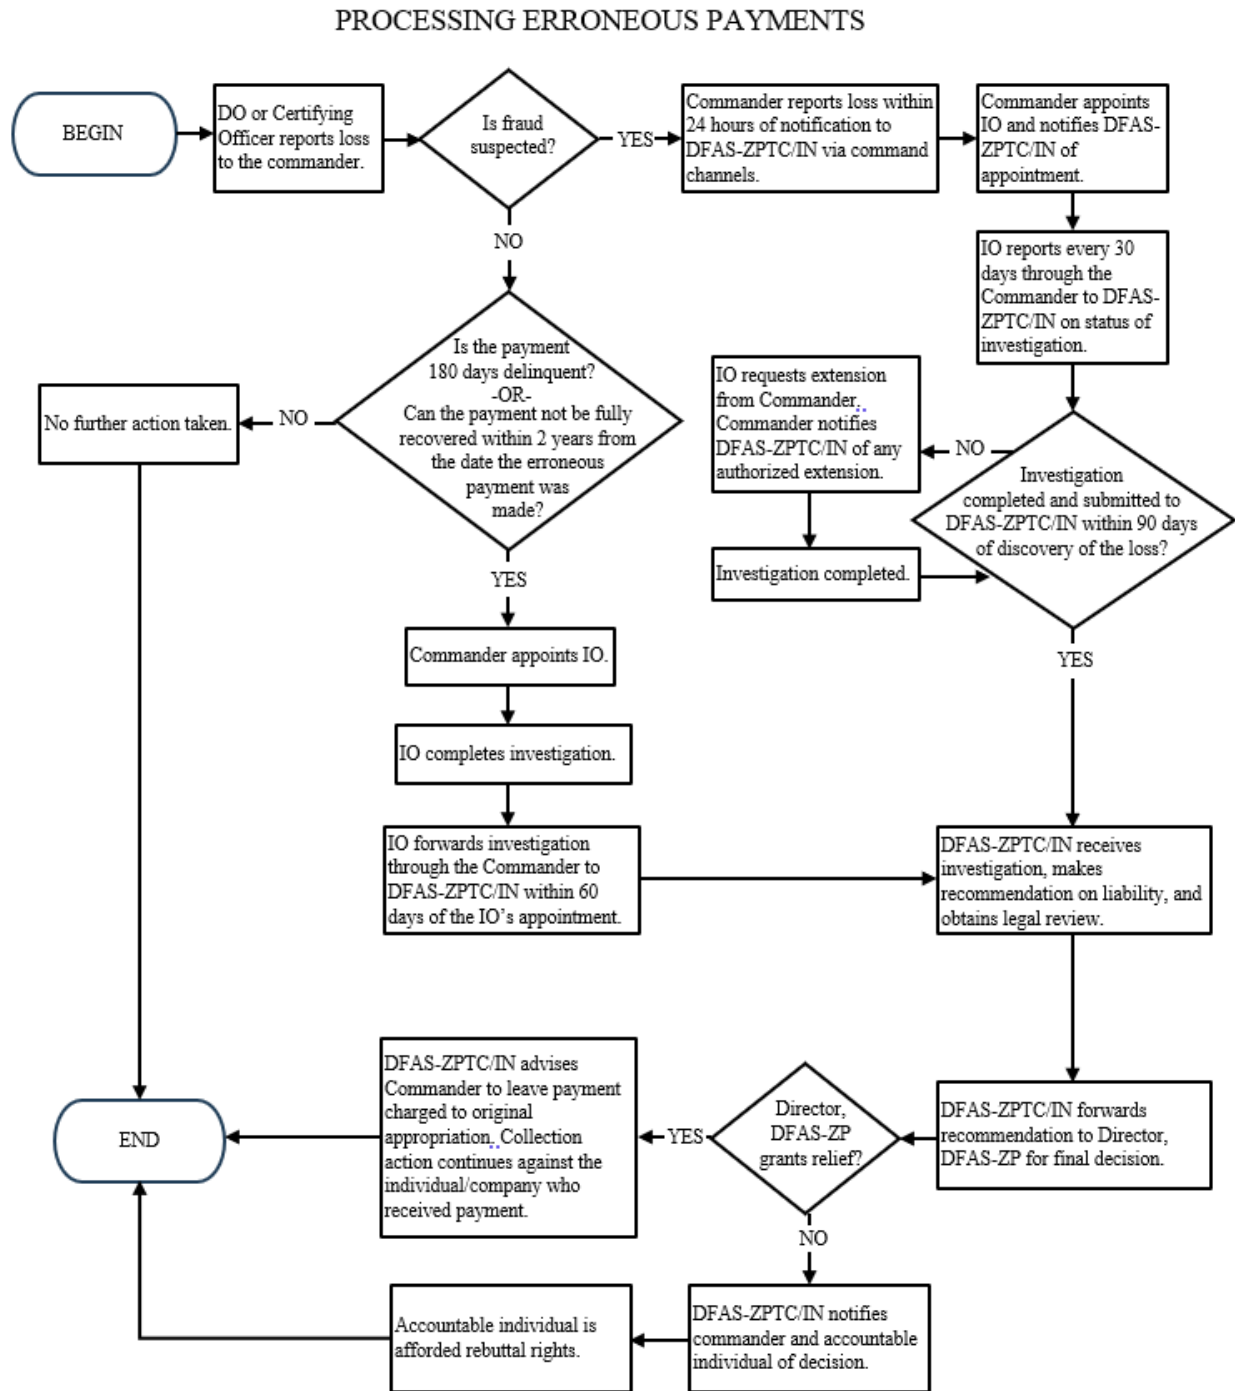 PROCESSING ERRONEOUS PAYMENTS
BEGIN
DO or Certifying
Officer reports loss
to the commander.
Is fraud
suspected?
YES
Commander reports loss within
24 hours of notification to
DFAS-ZPTC/IN via command
channels.
Commander appoints
IO and notifies DFAS-
ZPTC/IN of
appointment.
NO
IO reports every 30
days through the
Commander to DFAS-
ZPTC/IN on status of
investigation.
Is the payment
180 days delinquent?
-OR-
Can the payment not be fully
recovered within 2 years from
the date the erroneous
payment was
made?
NO
No further action taken.
IO requests extension
from Commander.
Commander notifies
DFAS-ZPTC/IN of any
authorized extension.
NO
Investigation
completed and submitted to
DFAS-ZPTC/IN within 90 days
of discovery of the loss?
Investigation completed.
YES
YES
Commander appoints IO.
IO completes investigation.
IO forwards investigation
through the Commander to
DFAS-ZPTC/IN within 60
days of the IO’s appointment.
DFAS-ZPTC/IN receives
investigation, makes
recommendation on liability, and
obtains legal review.
DFAS-ZPTC/IN forwards
recommendation to Director,
DFAS-ZP for final decision.
Director,
DFAS-ZP
grants relief?
YES
DFAS-ZPTC/IN advises
Commander to leave payment
charged to original
appropriation. Collection
action continues against the
individual/company who
received payment.
END
NO
DFAS-ZPTC/IN notifies
commander and accountable
individual of decision.
Accountable individual is
afforded rebuttal rights.